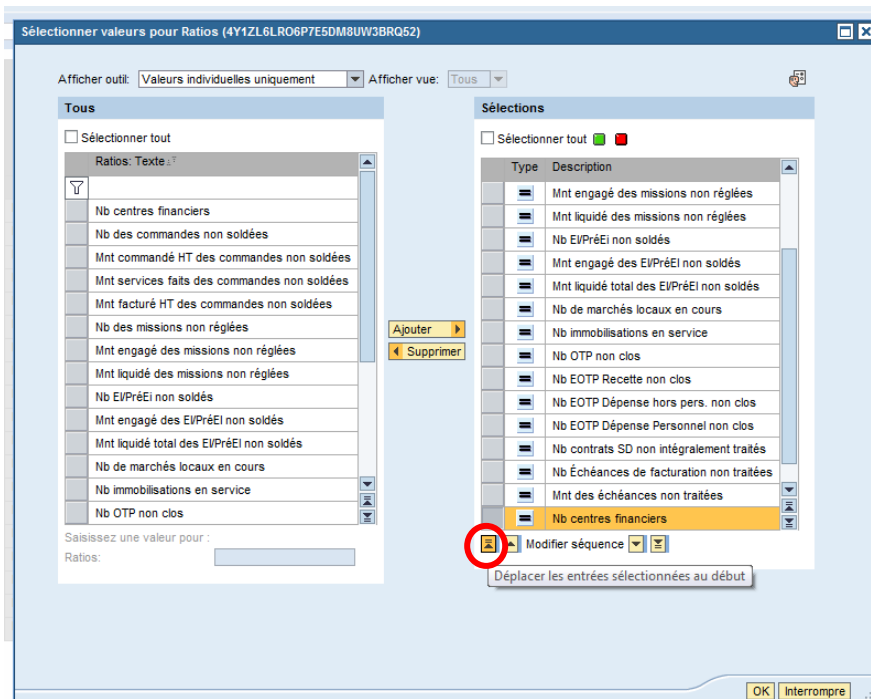 Sélectionner valeurs pour Ratios (4Y1ZL6LRO6P7E5DM8UW3BRQ52)
Afficher outil: Valeurs individuelles uniquement Afficher vue: Tous
Tous
Sélectionner tout
Ratios: Texte
Nb centres financiers
Nb des commandes non soldées
Mnt commandé HT des commandes non soldées
Mnt services faits des commandes non soldées
Mnt facturé HT des commandes non soldées
Nb des missions non réglées
Mnt engagé des missions non réglées
Mnt liquidé des missions non réglées
Nb EI/PréEi non soldés
Mnt engagé des EI/PréEI non soldés
Mnt liquidé total des EI/PréEI non soldés
Nb de marchés locaux en cours
Nb immobilisations en service
Nb OTP non clos
Saisissez une valeur pour :
Ratios:
Ajouter
Supprimer
Sélections
Sélectionner tout
Type Description
Mnt engagé des missions non réglées
Mnt liquidé des missions non réglées
Nb EI/PréEi non soldés
Mnt engagé des EI/PréEI non soldés
Mnt liquidé total des EI/PréEI non soldés
Nb de marchés locaux en cours
Nb immobilisations en service
Nb OTP non clos
Nb EOTP Recette non clos
Nb EOTP Dépense hors pers. non clos
Nb EOTP Dépense Personnel non clos
Nb contrats SD non intégralement traités
Nb Échéances de facturation non traitées
Mnt des échéances non traitées
Nb centres financiers
Modifier séquence
Déplacer les entrées sélectionnées au début
OK Interrompre